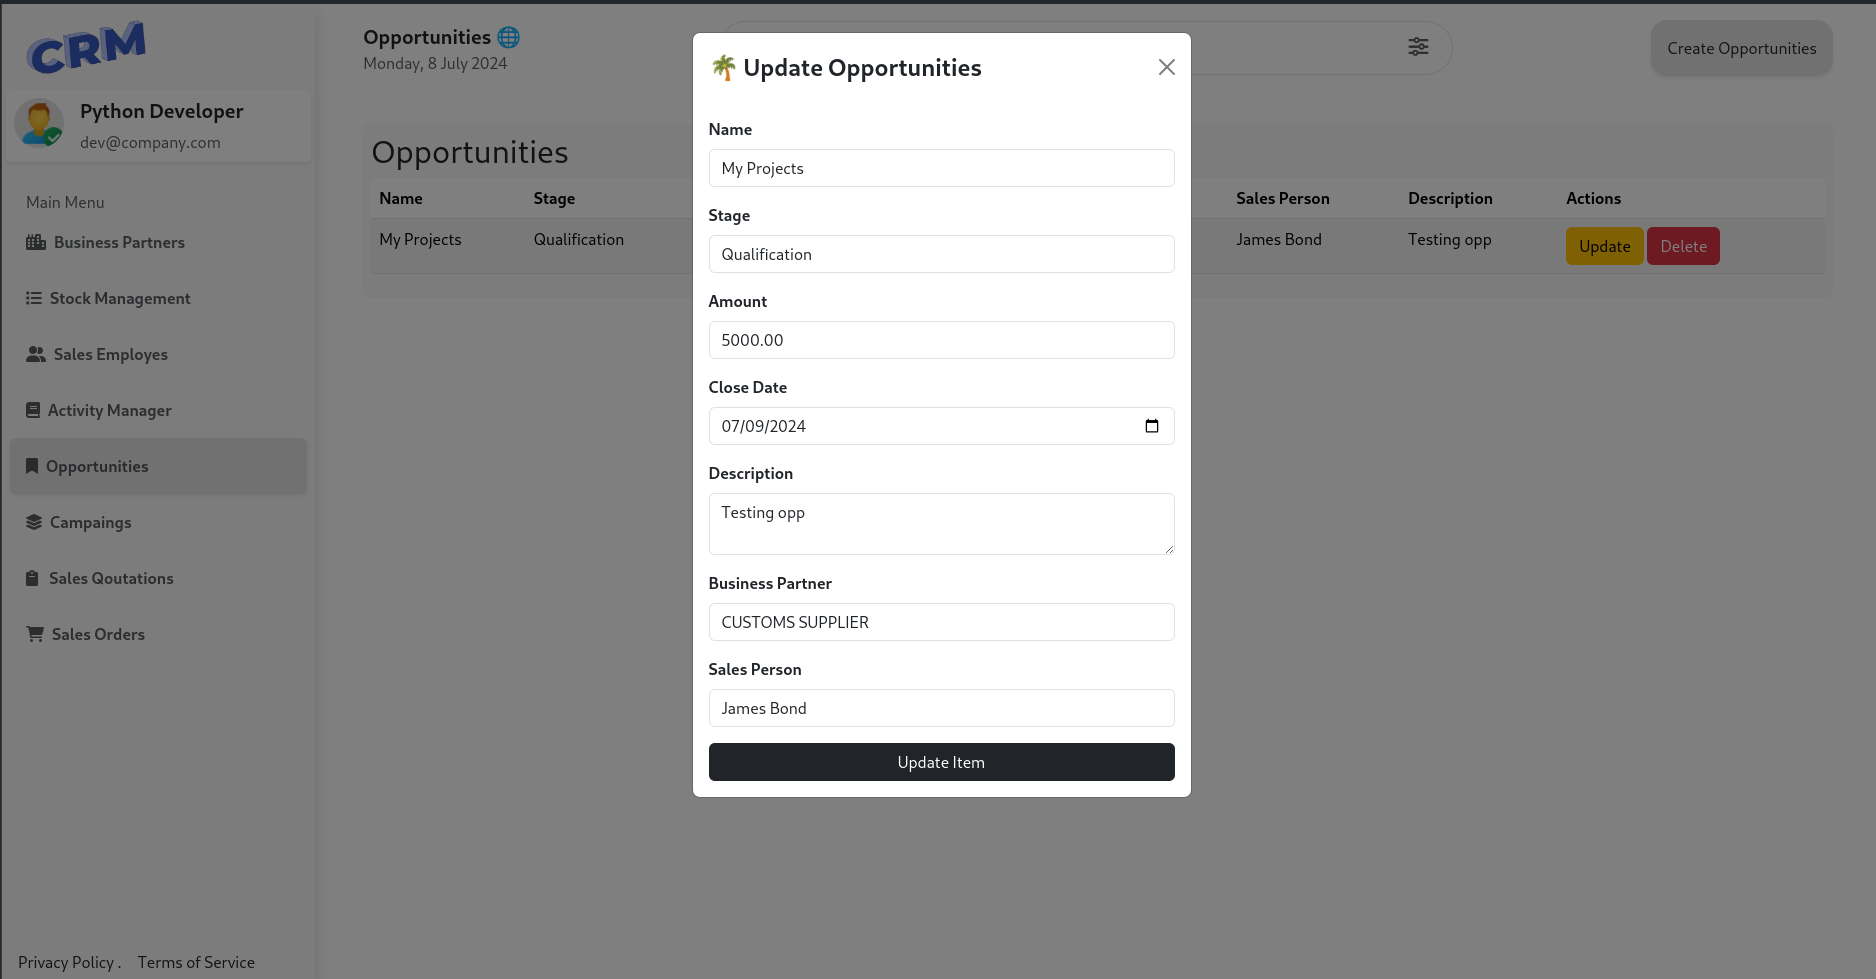 CRM
Python Developer
dev@company.com
Main Menu
Business Partners
Stock Management
Sales Employes
Activity Manager
Opportunities
Campaings
Sales Qoutations
Sales Orders
Privacy Policy .   Terms of Service
Opportunities
Monday, 8 July 2024
Create Opportunities
Opportunities
Name Stage Sales Person Description Actions
My Projects Qualification James Bond Testing opp Update Delete
Update Opportunities
Name
My Projects
Stage
Qualification
Amount
5000.00
Close Date
07/09/2024
Description
Testing opp
Business Partner
CUSTOMS SUPPLIER
Sales Person
James Bond
Update Item